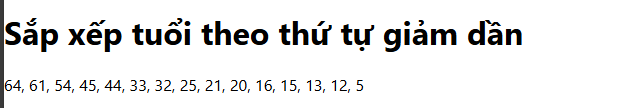 Sắp xếp tuổi theo thứ tự giảm dần
64, 61, 54, 45, 44, 33, 32, 25, 21, 20, 16, 15, 13, 12, 5